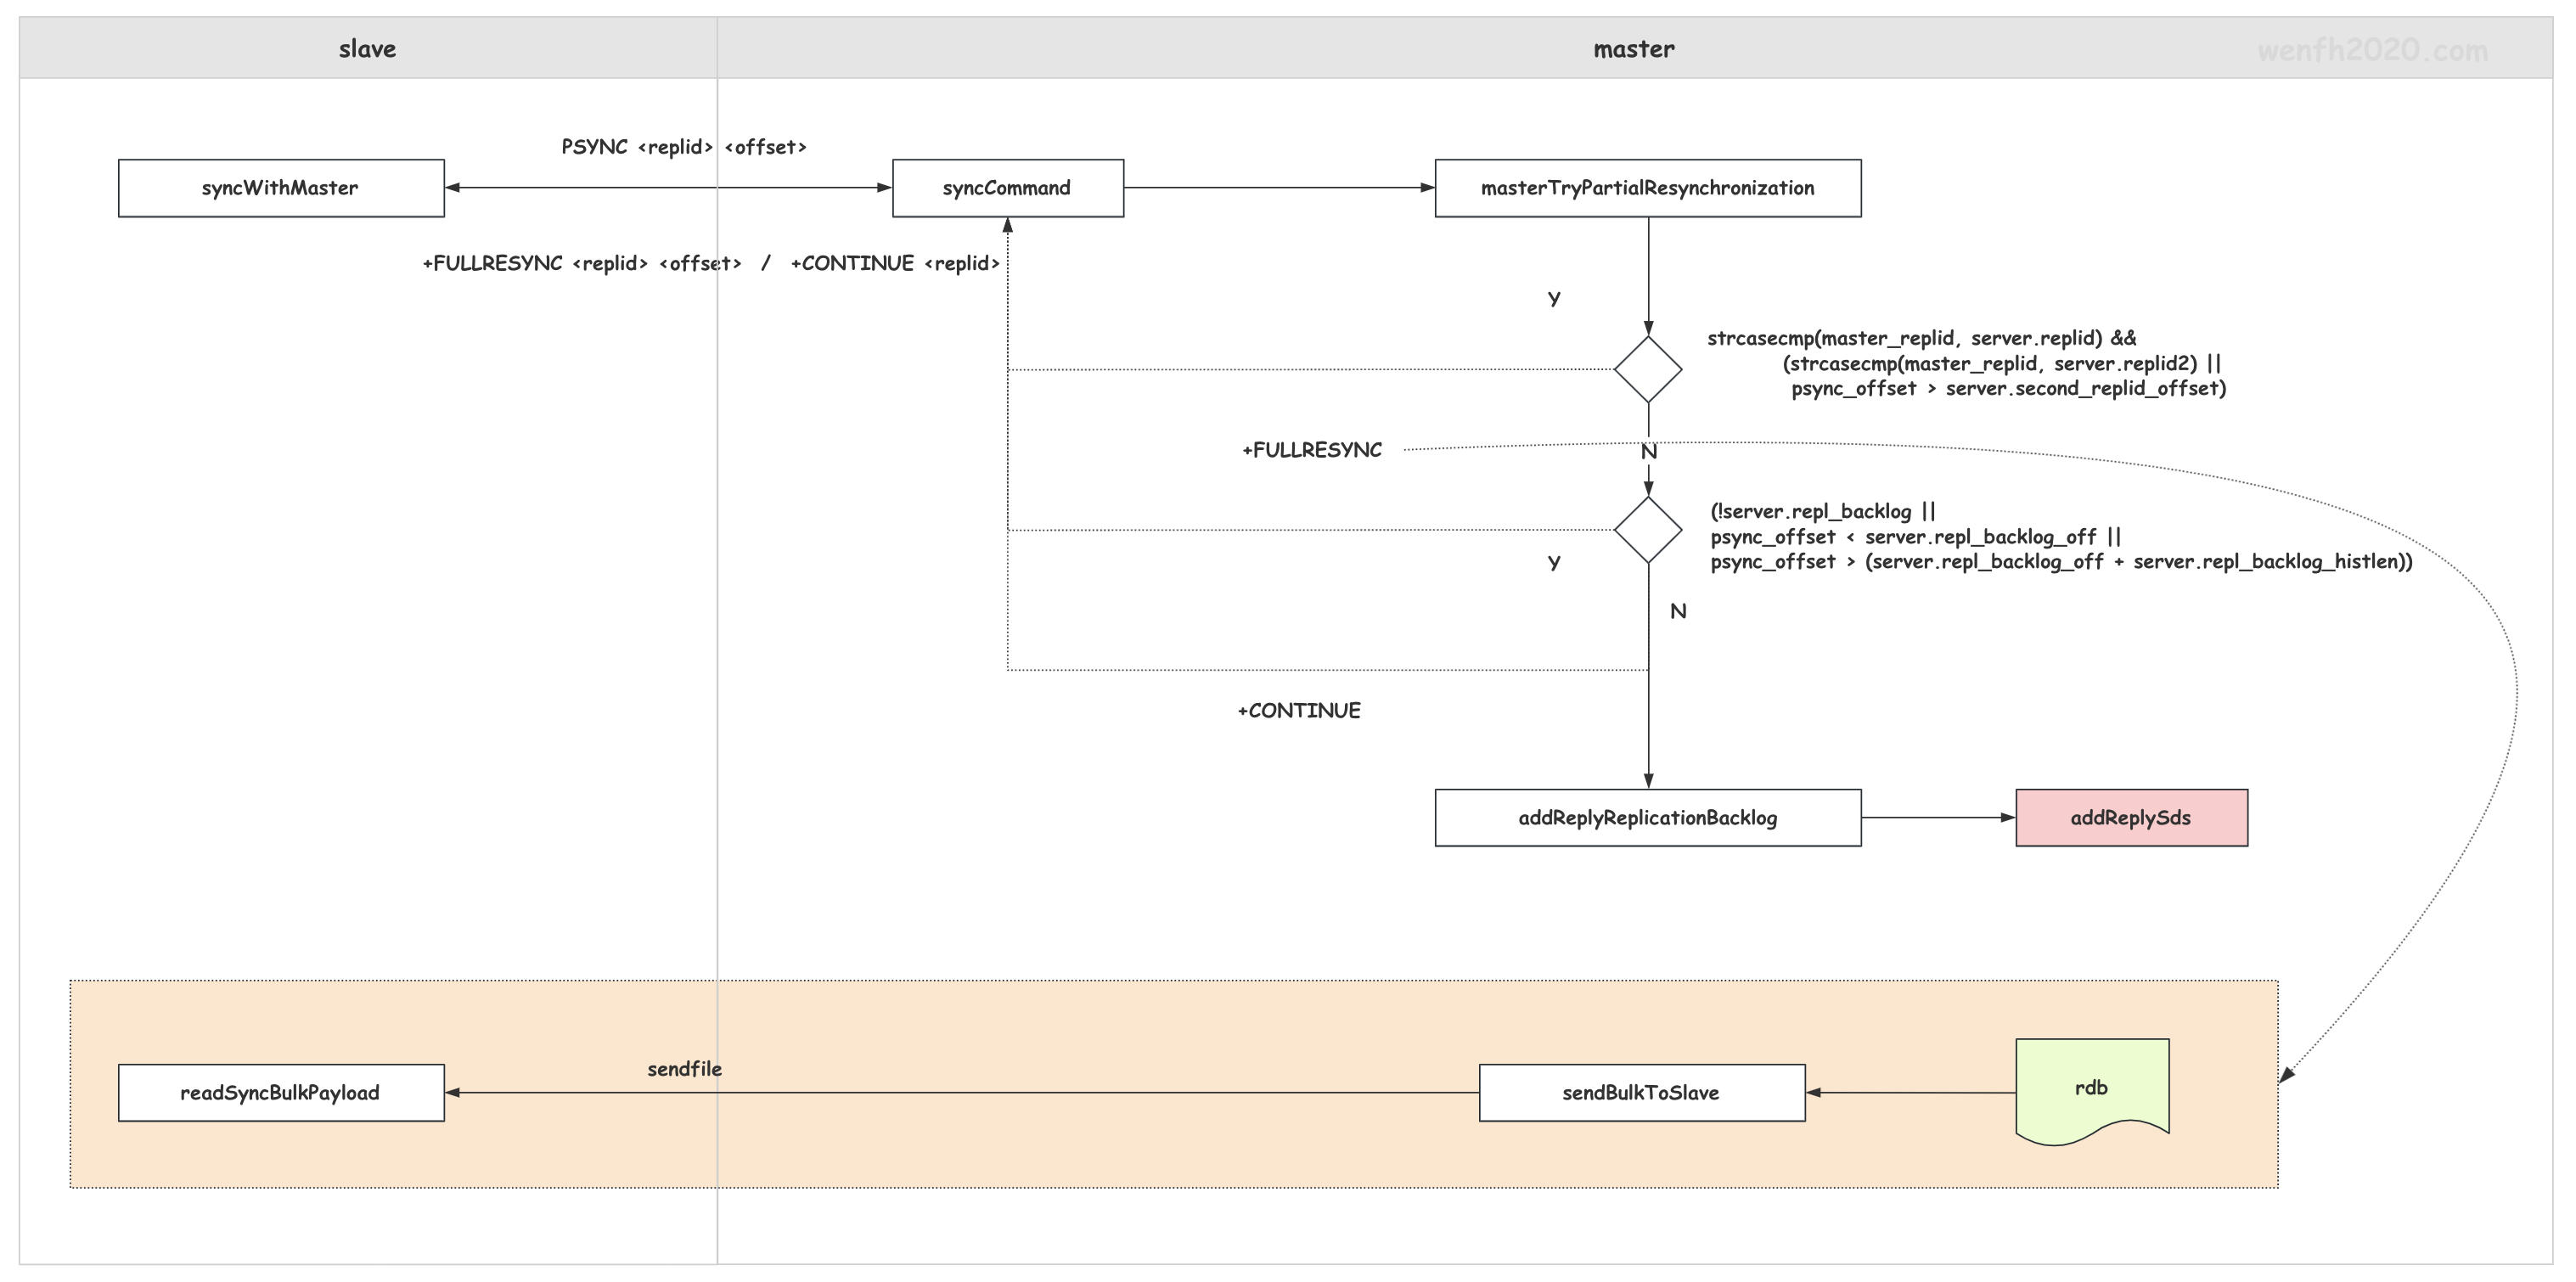 slave
master
wenfh2020.com
PSYNC <replid> <offset>
syncWithMaster
syncCommand
masterTryPartialResynchronization
+FULLRESYNC <replid> <offset> / +CONTINUE <replid>
Y
strcasecmp(master_replid, server.replid) &&
(strcasecmp(master_replid, server.replid2) ||
psync_offset > server.second_replid_offset)
+FULLRESYNC
N
(!server.repl_backlog ||
psync_offset < server.repl_backlog_off ||
psync_offset > (server.repl_backlog_off + server.repl_backlog_histlen))
Y
N
+CONTINUE
addReplyReplicationBacklog
addReplySds
sendfile
readSyncBulkPayload
sendBulkToSlave
rdb